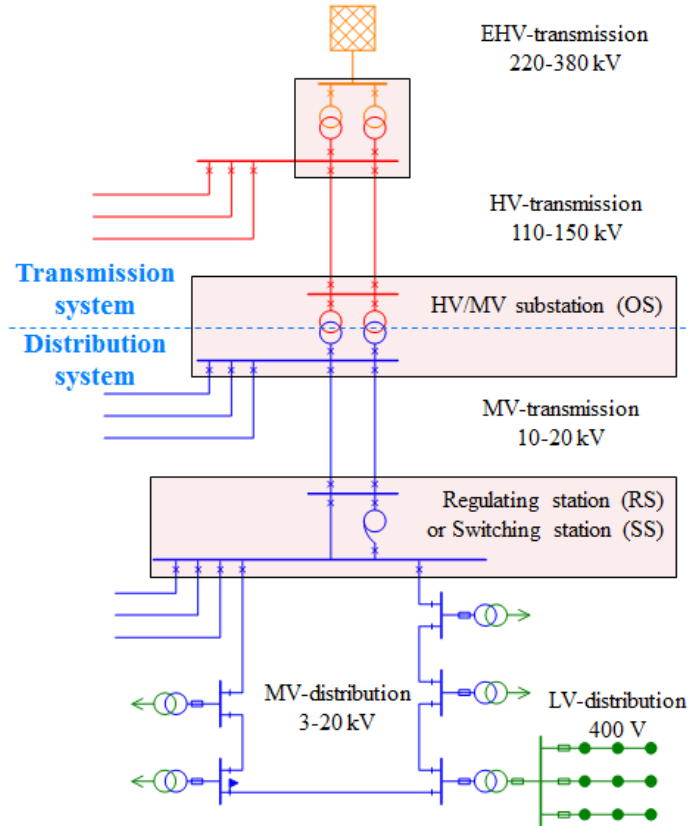 EHV-transmission
220-380 kV
HV-transmission
110-150 kV
Transmission
system
HV/MV substation (OS)
Distribution
system
MV-transmission
10-20 kV
Regulating station (RS)
or Switching station (SS)
MV-distribution
3-20 kV
LV-distribution
400 V